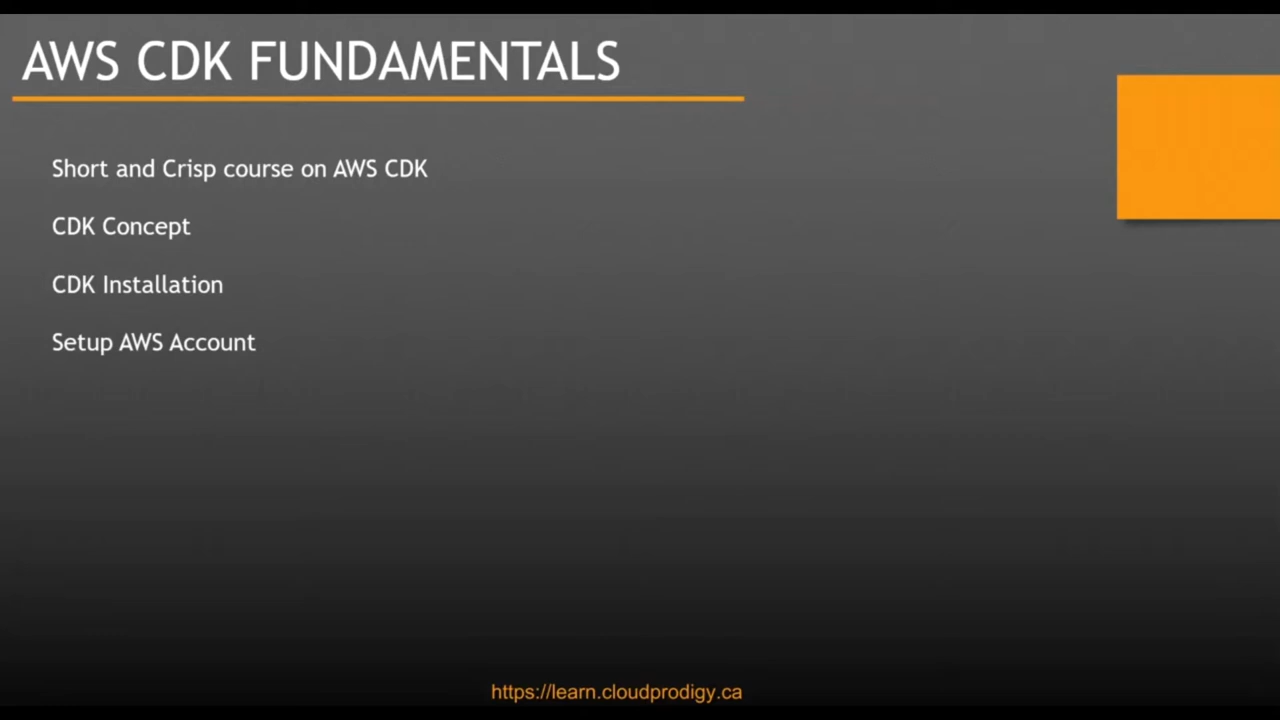 AWS CDK FUNDAMENTALS
Short and Crisp course on AWS CDK
CDK Concept
CDK Installation
Setup AWS Account
https://learn.cloudprodigy.ca